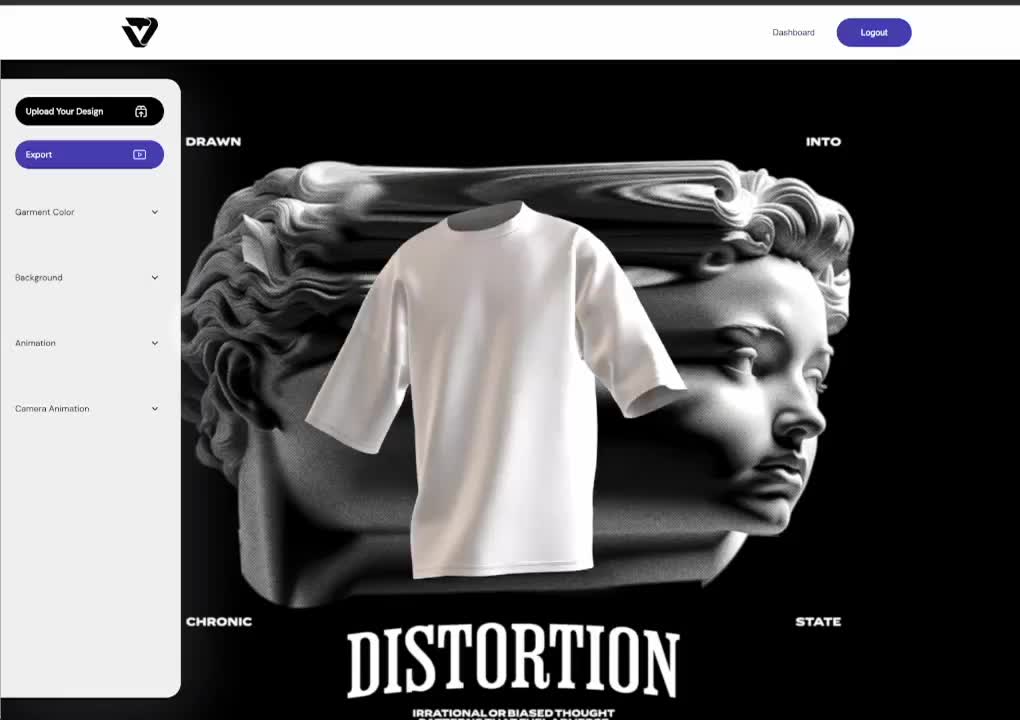 Dashboard
Logout
Upload Your Design
Export
Garment Color
Background
Animation
Camera Animation
DRAWN
INTO
CHRONIC
STATE
DISTORTION
IRRATIONAL OR BIASED THOUGHT